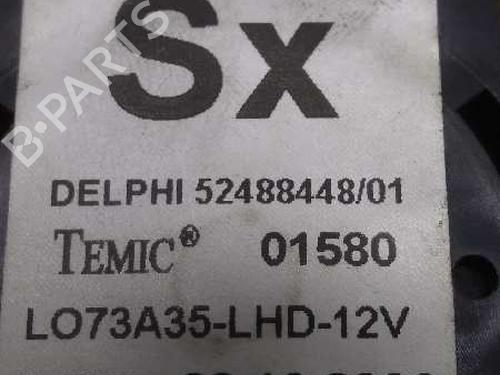 Sx
B-PARTS
DELPHI 52488448/01
TEMIC® 01580
LO73A35-LHD-12V